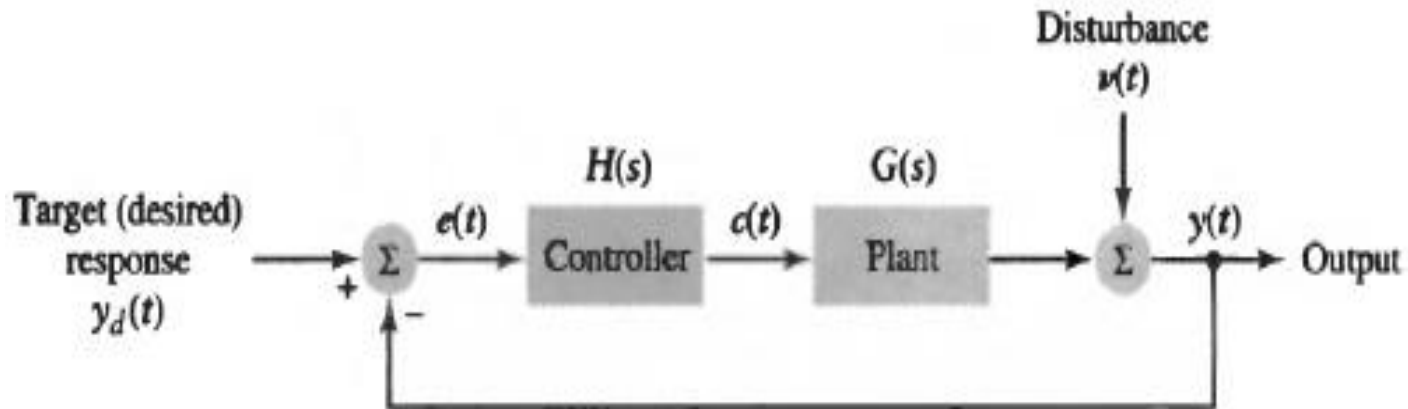 Disturbance
ν(t)
H(s)
G(s)
Target (desired)
response
y_d(t)
+
Σ
−
e(t)
Controller
c(t)
Plant
Σ
y(t)
Output